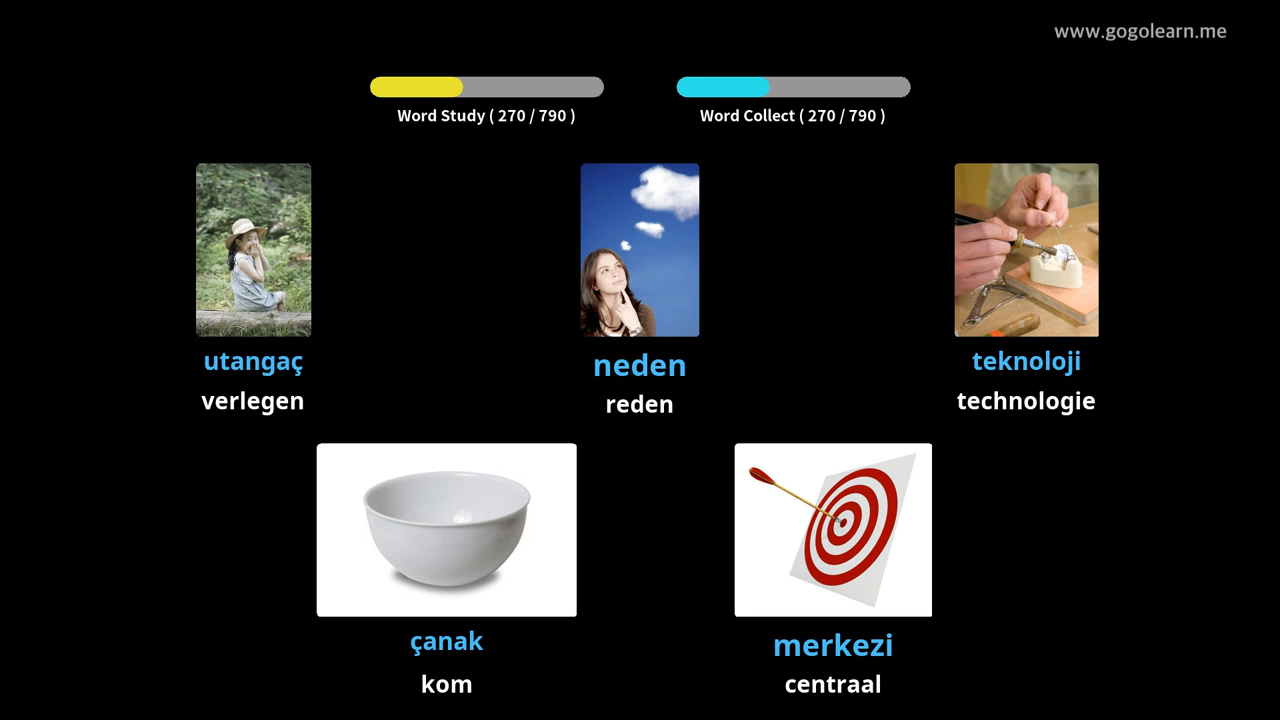 www.gogolearn.me
Word Study ( 270 / 790 )
Word Collect ( 270 / 790 )
utangaç
verlegen
neden
reden
teknoloji
technologie
çanak
kom
merkezi
centraal